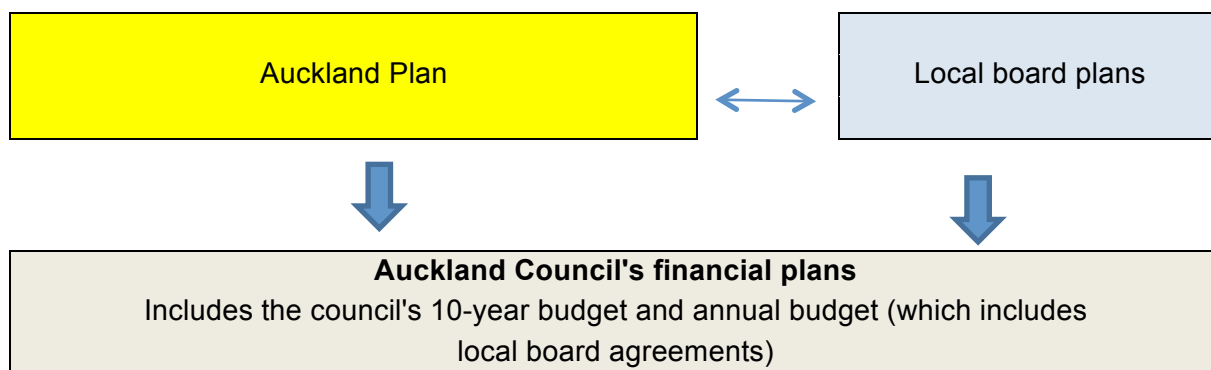 Auckland Plan
Local board plans
Auckland Council's financial plans
Includes the council's 10-year budget and annual budget (which includes
local board agreements)